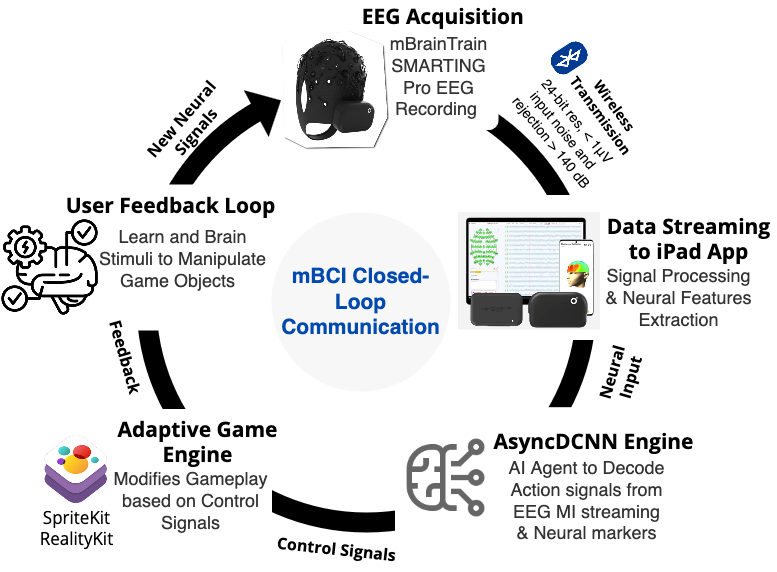 EEG Acquisition
mBrainTrain
SMARTING
Pro EEG
Recording
Wireless
Transmission
24-bit res, < 1μV
input noise and
rejection > 140 dB
Data Streaming
to iPad App
Signal Processing
& Neural Features
Extraction
Neural
Input
AsyncDCNN Engine
AI Agent to Decode
Action signals from
EEG MI streaming
& Neural markers
Control Signals
Adaptive Game
Engine
Modifies Gameplay
based on Control
Signals
SpriteKit
RealityKit
Feedback
User Feedback Loop
Learn and Brain
Stimuli to Manipulate
Game Objects
New Neural
Signals
mBCI Closed-
Loop
Communication